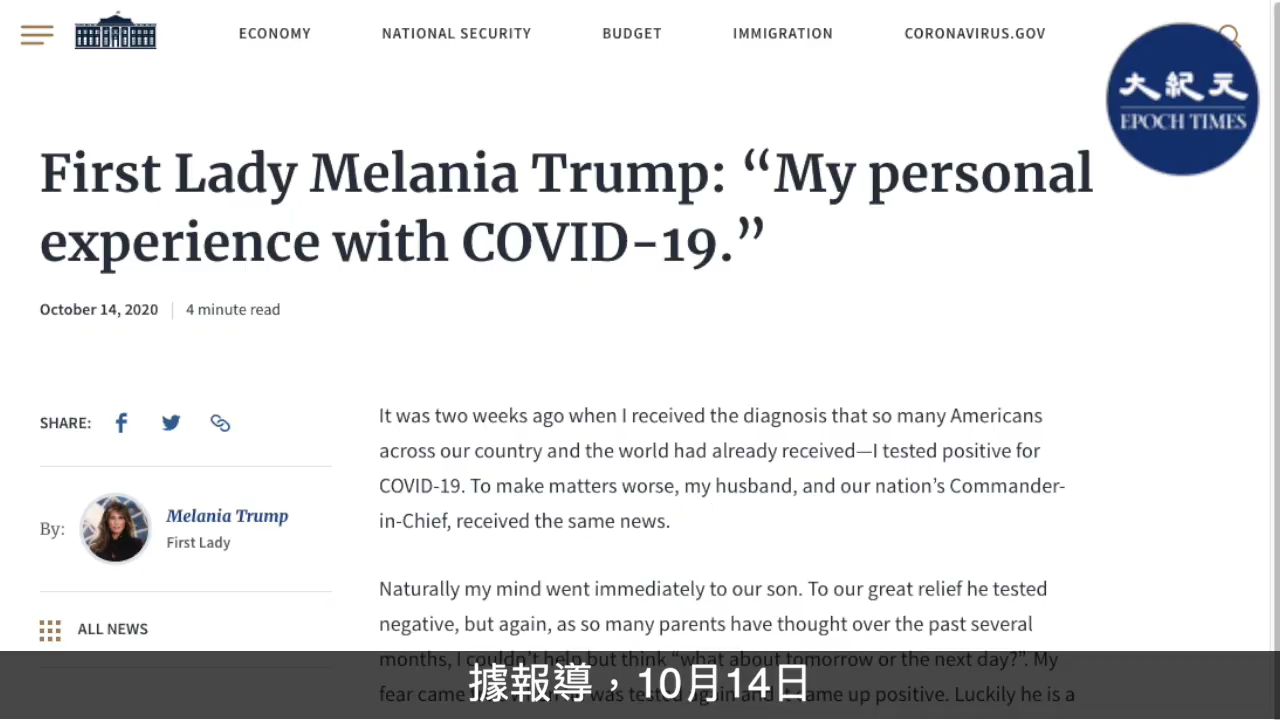 ECONOMY NATIONAL SECURITY BUDGET IMMIGRATION CORONAVIRUS.GOV
大紀元
EPOCH TIMES
First Lady Melania Trump: “My personal
experience with COVID-19.”
October 14, 2020 | 4 minute read
SHARE:
By: Melania Trump
First Lady
ALL NEWS
It was two weeks ago when I received the diagnosis that so many Americans
across our country and the world had already received—I tested positive for
COVID-19. To make matters worse, my husband, and our nation’s Commander-
in-Chief, received the same news.
Naturally my mind went immediately to our son. To our great relief he tested
negative, but again, as so many parents have thought over the past several
months, I couldn’t help but think “what about tomorrow or the next day?”. My
fear came was tested again and it came up positive. Luckily he is a
據報導，10月14日